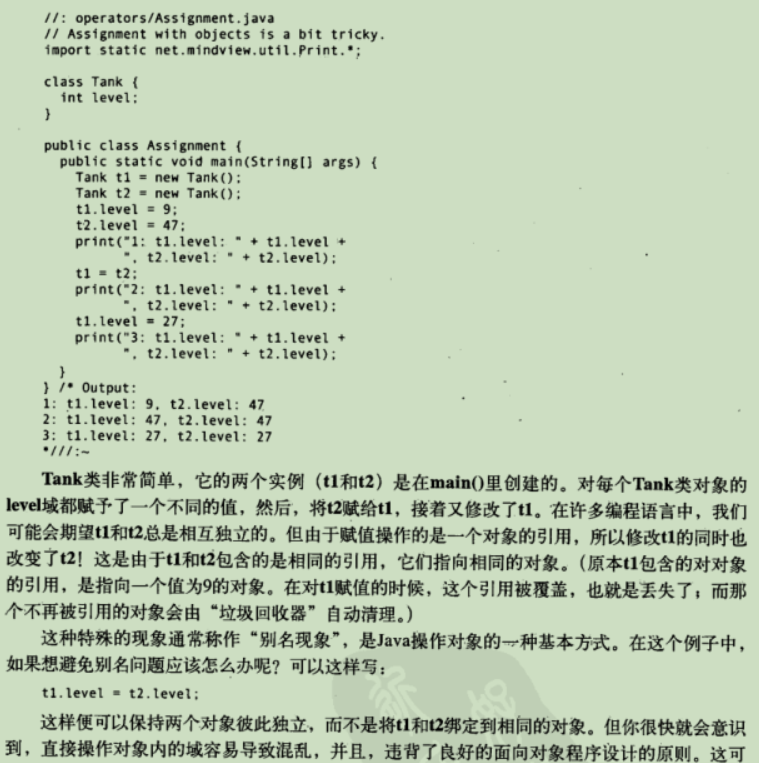 //: operators/Assignment.java
// Assignment with objects is a bit tricky.
import static net.mindview.util.Print.*;
class Tank {
int level;
}
public class Assignment {
public static void main(String[] args) {
Tank t1 = new Tank();
Tank t2 = new Tank();
t1.level = 9;
t2.level = 47;
print("1: t1.level: " + t1.level +
", t2.level: " + t2.level);
t1 = t2;
print("2: t1.level: " + t1.level +
", t2.level: " + t2.level);
t1.level = 27;
print("3: t1.level: " + t1.level +
", t2.level: " + t2.level);
}
} /* Output:
1: t1.level: 9, t2.level: 47
2: t1.level: 47, t2.level: 47
3: t1.level: 27, t2.level: 27
*///:~
Tank类非常简单，它的两个实例（t1和t2）是在main()里创建的。对每个Tank类对象的
level域都赋予了一个不同的值，然后，将t2赋给t1，接着又修改了t1。在许多编程语言中，我们
可能会期望t1和t2总是相互独立的。但由于赋值操作的是一个对象的引用，所以修改t1的同时也
改变了t2！这是由于t1和t2包含的是相同的引用，它们指向相同的对象。（原本t1包含的对对象
的引用，是指向一个值为9的对象。在对t1赋值的时候，这个引用被覆盖，也就是丢失了；而那
个不再被引用的对象会由“垃圾回收器”自动清理。）
这种特殊的现象通常称作“别名现象”，是Java操作对象的一种基本方式。在这个例子中，
如果想避免别名问题应该怎么办呢？可以这样写：
t1.level = t2.level;
这样便可以保持两个对象彼此独立，而不是将t1和t2绑定到相同的对象。但你很快就会意识
到，直接操作对象内的域容易导致混乱，并且，违背了良好的面向对象程序设计的原则。这可